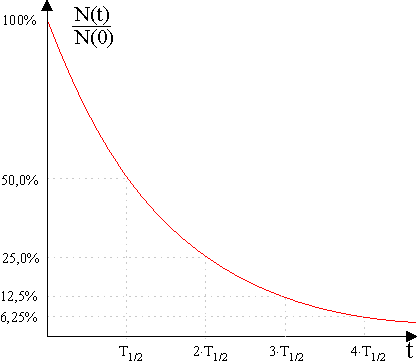 100%
N(t)
N(0)
50,0%
25,0%
12,5%
6,25%
T1/2 2·T1/2 3·T1/2 4·T1/2 t